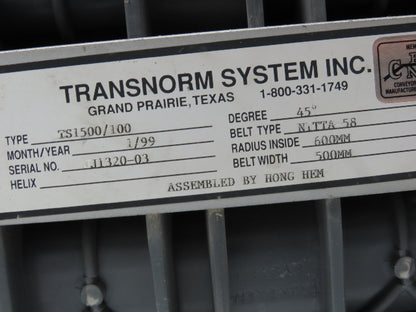 TRANSNORM SYSTEM INC.
GRAND PRAIRIE, TEXAS 1-800-331-1749
TYPE TS1500/100
MONTH/YEAR 1/99
SERIAL NO. J1320-03
HELIX
DEGREE 45°
BELT TYPE NITTA 58
RADIUS INSIDE 600MM
BELT WIDTH 500MM
ASSEMBLED BY HONG HEM